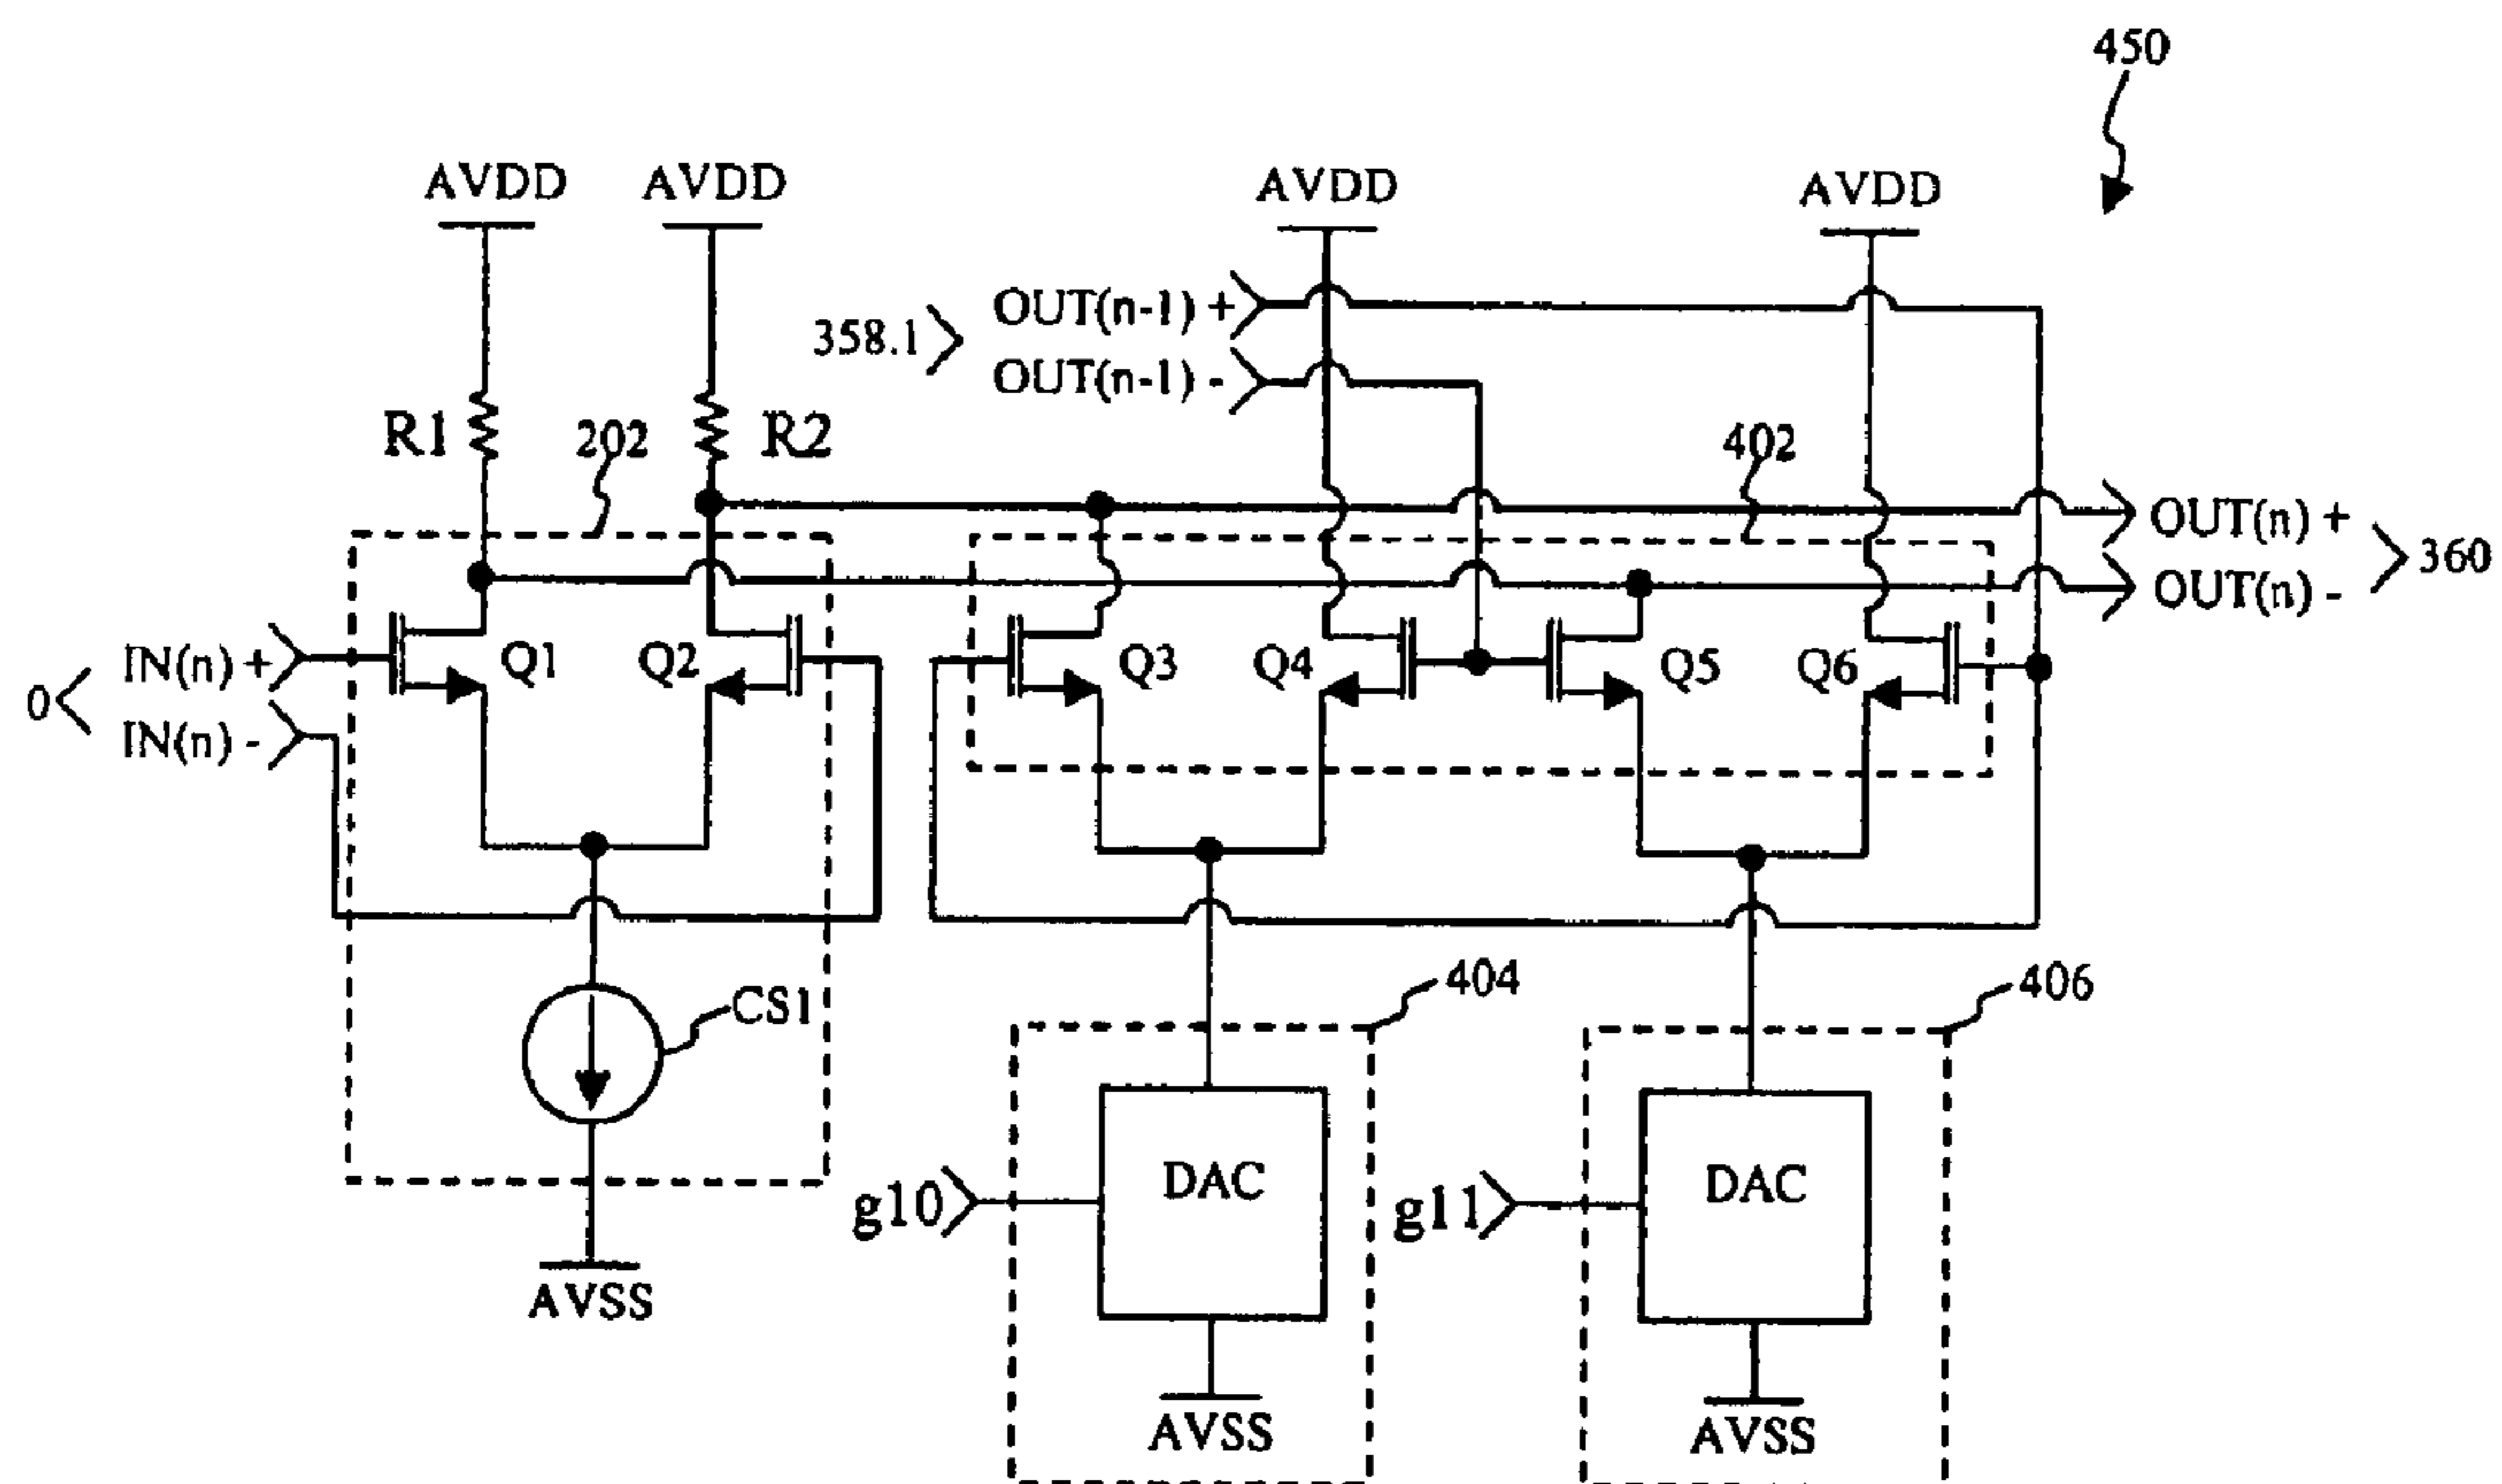 450
AVDD
AVDD
AVDD
AVDD
358.1
OUT(n-1) +
OUT(n-1) -
R1
202
R2
402
OUT(n) +
OUT(n) -
360
0
IN(n) +
IN(n) -
Q1
Q2
Q3
Q4
Q5
Q6
CS1
404
406
g10
DAC
g11
DAC
AVSS
AVSS
AVSS